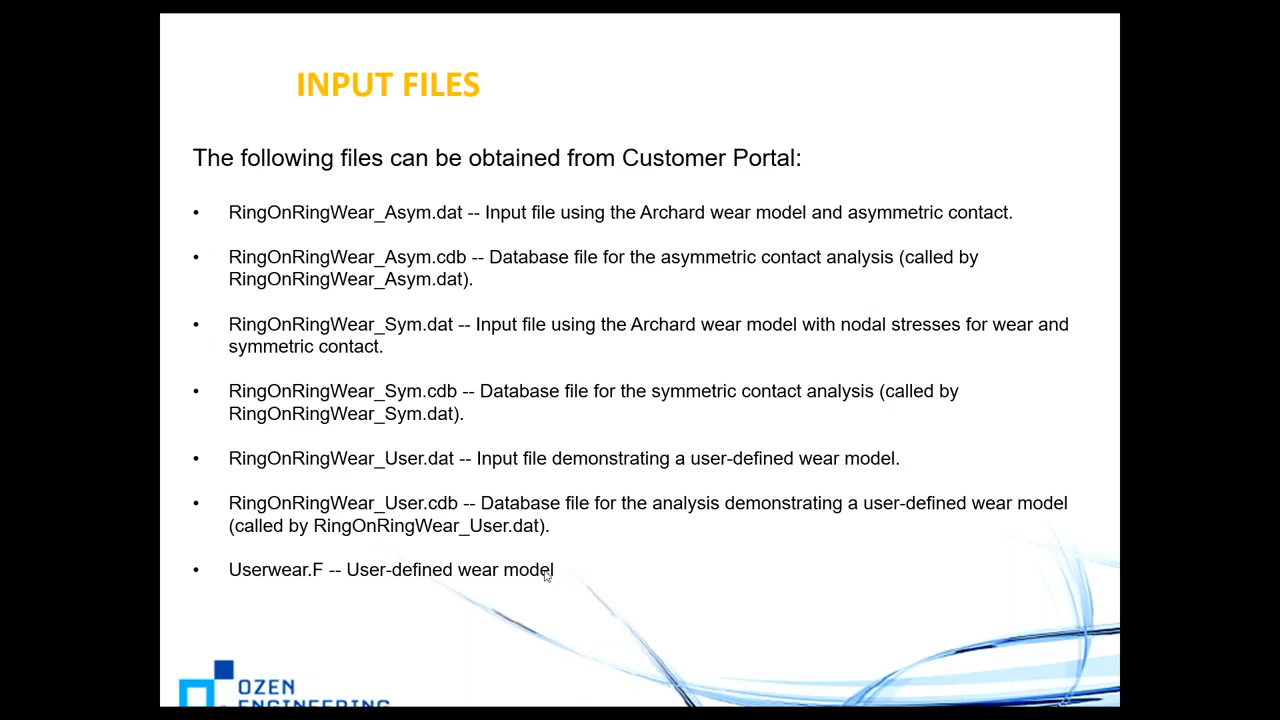 INPUT FILES
The following files can be obtained from Customer Portal:
• RingOnRingWear_Asym.dat -- Input file using the Archard wear model and asymmetric contact.
• RingOnRingWear_Asym.cdb -- Database file for the asymmetric contact analysis (called by
RingOnRingWear_Asym.dat).
• RingOnRingWear_Sym.dat -- Input file using the Archard wear model with nodal stresses for wear and
symmetric contact.
• RingOnRingWear_Sym.cdb -- Database file for the symmetric contact analysis (called by
RingOnRingWear_Sym.dat).
• RingOnRingWear_User.dat -- Input file demonstrating a user-defined wear model.
• RingOnRingWear_User.cdb -- Database file for the analysis demonstrating a user-defined wear model
(called by RingOnRingWear_User.dat).
• Userwear.F -- User-defined wear model
OZEN
ENGINEERING